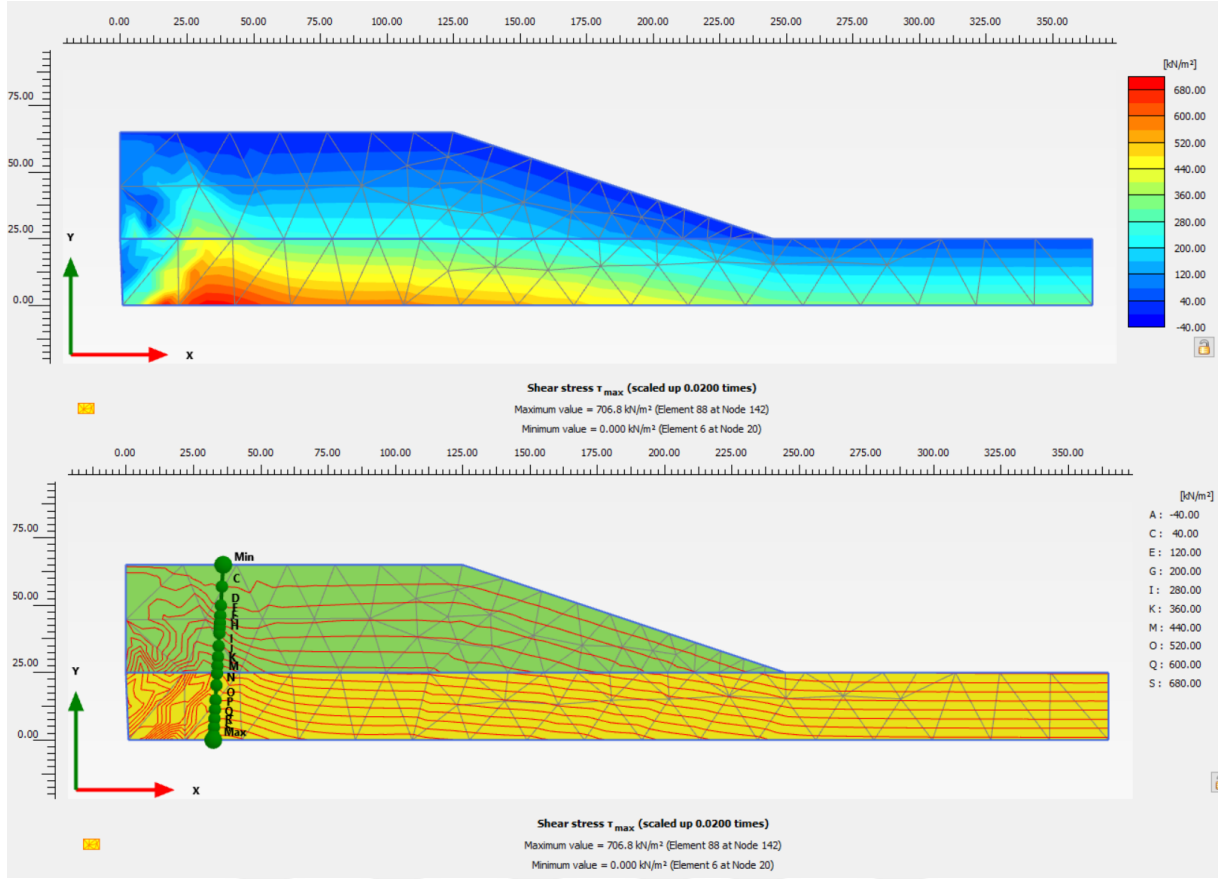 0.00 25.00 50.00 75.00 100.00 125.00 150.00 175.00 200.00 225.00 250.00 275.00 300.00 325.00 350.00
[kN/m²]
75.00
50.00
25.00
0.00
Y
X
680.00
600.00
520.00
440.00
360.00
280.00
200.00
120.00
40.00
-40.00
Shear stress τmax (scaled up 0.0200 times)
Maximum value = 706.8 kN/m² (Element 88 at Node 142)
Minimum value = 0.000 kN/m² (Element 6 at Node 20)
0.00 25.00 50.00 75.00 100.00 125.00 150.00 175.00 200.00 225.00 250.00 275.00 300.00 325.00 350.00
[kN/m²]
75.00
50.00
25.00
0.00
Y
X
Min
C
D
H
I
K
M
N
O
P
Q
Max
A : -40.00
C : 40.00
E : 120.00
G : 200.00
I : 280.00
K : 360.00
M : 440.00
O : 520.00
Q : 600.00
S : 680.00
Shear stress τmax (scaled up 0.0200 times)
Maximum value = 706.8 kN/m² (Element 88 at Node 142)
Minimum value = 0.000 kN/m² (Element 6 at Node 20)